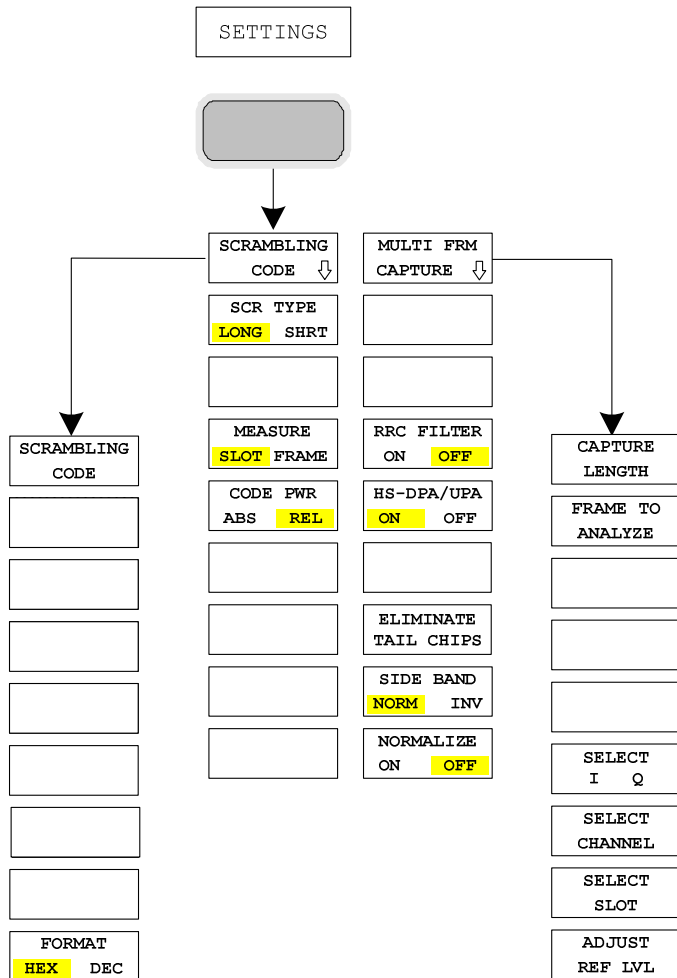 SETTINGS
SCRAMBLING
CODE
SCR TYPE
LONG SHRT
MEASURE
SLOT FRAME
CODE PWR
ABS REL
MULTI FRM
CAPTURE
RRC FILTER
ON OFF
HS-DPA/UPA
ON OFF
ELIMINATE
TAIL CHIPS
SIDE BAND
NORM INV
NORMALIZE
ON OFF
SCRAMBLING
CODE
FORMAT
HEX DEC
CAPTURE
LENGTH
FRAME TO
ANALYZE
SELECT
I Q
SELECT
CHANNEL
SELECT
SLOT
ADJUST
REF LVL